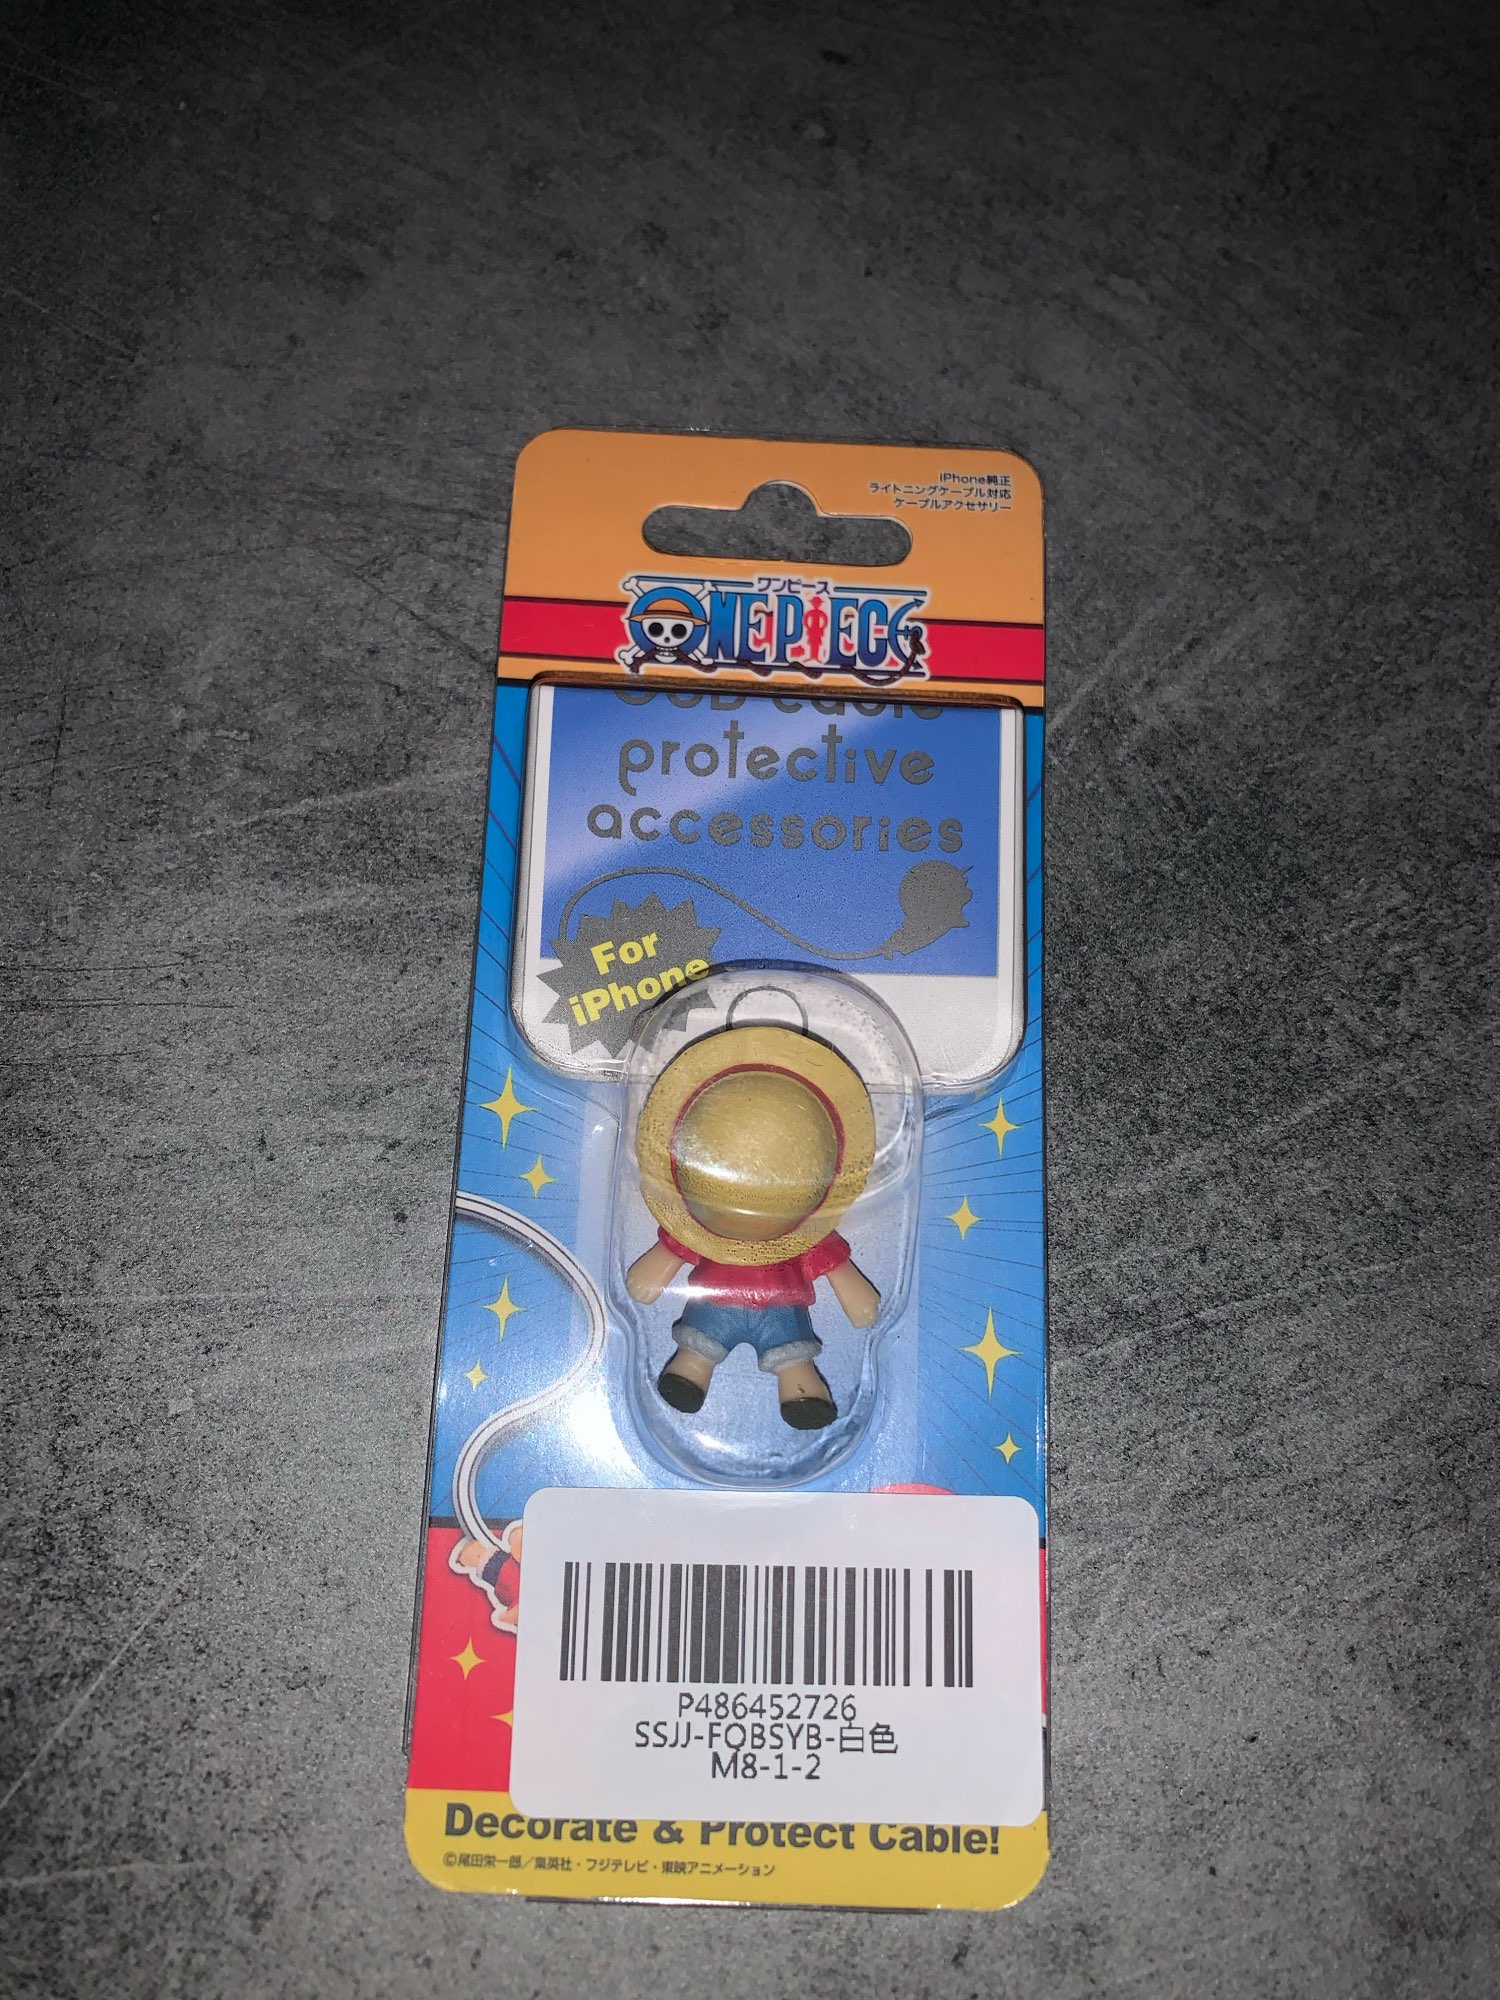 iPhone純正
ライトニングケーブル対応
ケーブルアクセサリー
ワンピース
ONE PIECE
USB cable
protective
accessories
For
iPhone
P486452726
SSJJ-FQBSYB-白色
M8-1-2
Decorate & Protect Cable!
©尾田栄一郎／集英社・フジテレビ・東映アニメーション